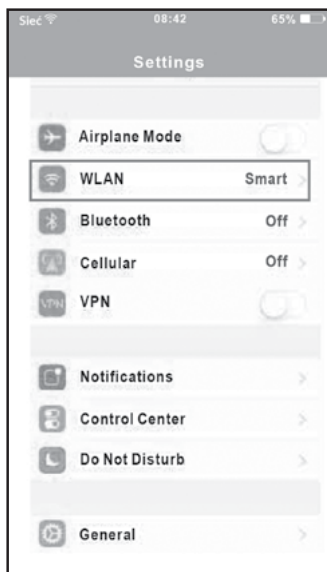 Sieć 08:42 65%
Settings
Airplane Mode
WLAN Smart
Bluetooth Off
Cellular Off
VPN VPN
Notifications
Control Center
Do Not Disturb
General